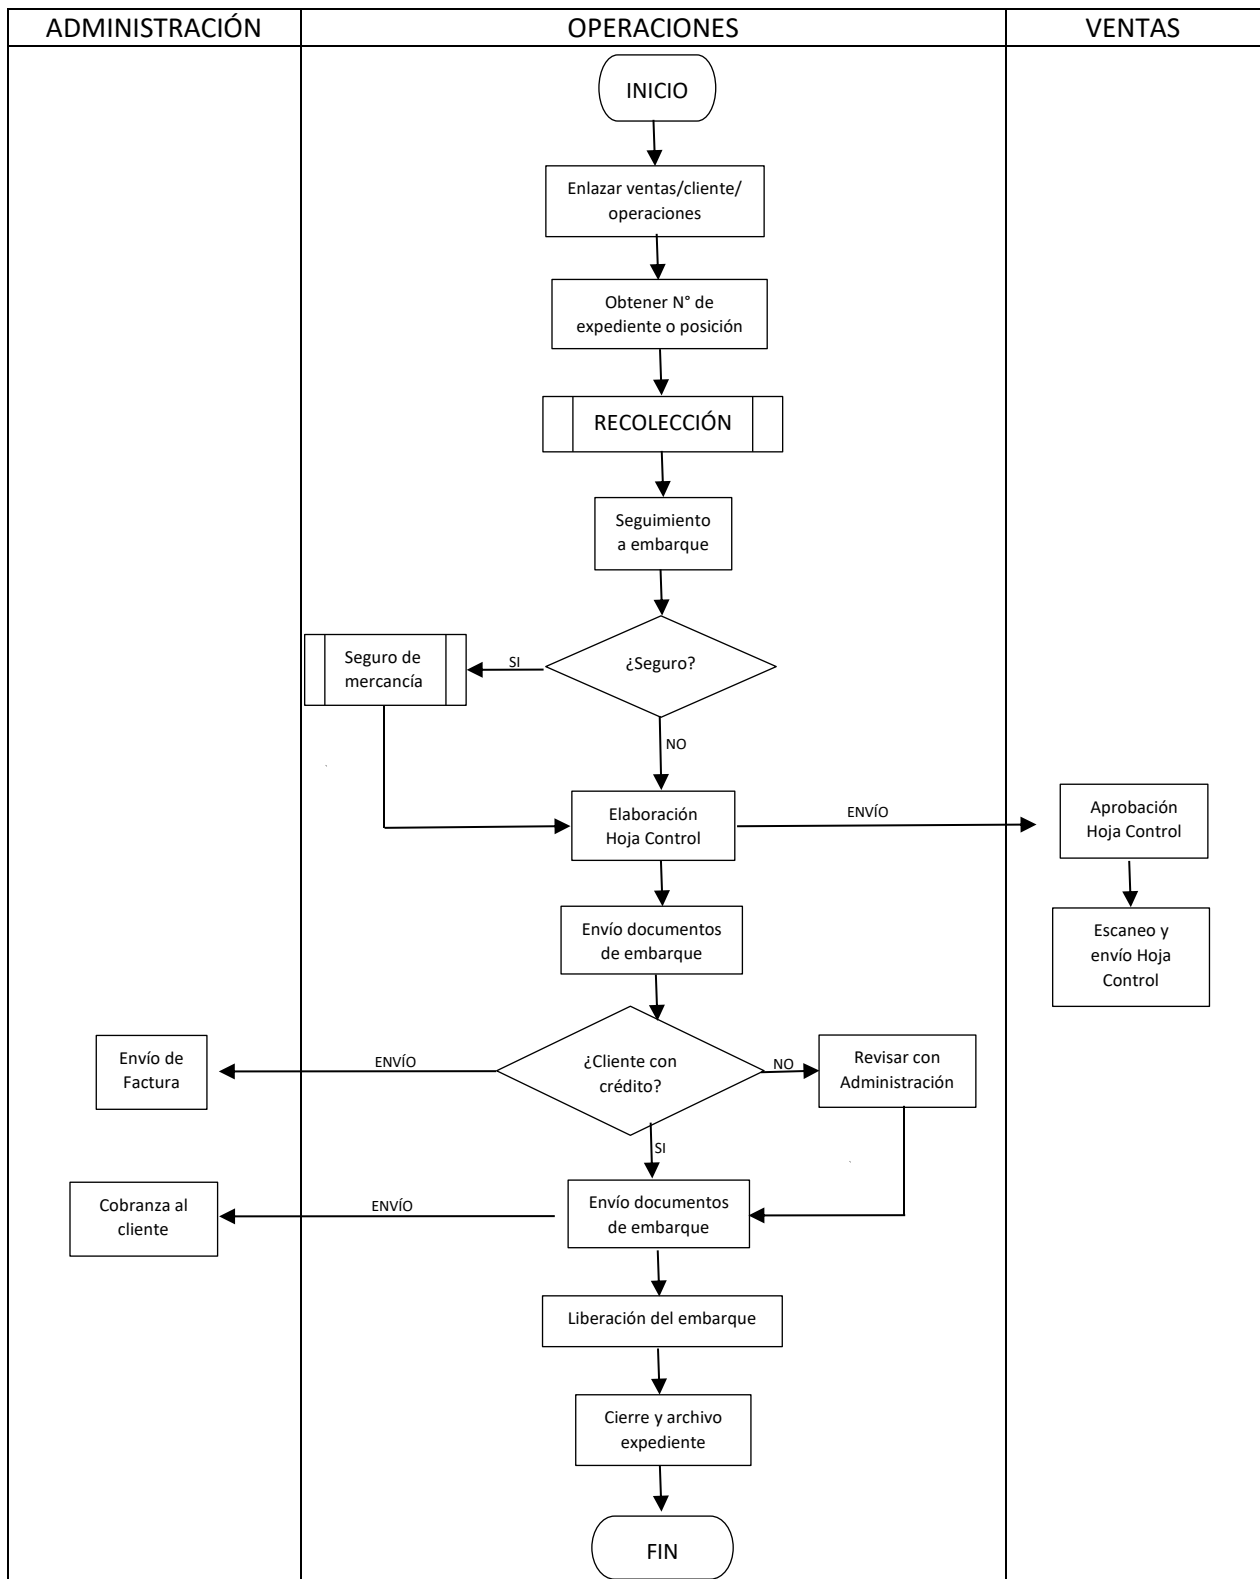 ADMINISTRACIÓN
OPERACIONES
VENTAS
INICIO
Enlazar ventas/cliente/
operaciones
Obtener N° de
expediente o posición
RECOLECCIÓN
Seguimiento
a embarque
¿Seguro?
SI
Seguro de
mercancía
NO
Elaboración
Hoja Control
ENVÍO
Aprobación
Hoja Control
Escaneo y
envío Hoja
Control
Envío documentos
de embarque
¿Cliente con
crédito?
ENVÍO
Envío de
Factura
NO
Revisar con
Administración
SI
Envío documentos
de embarque
ENVÍO
Cobranza al
cliente
Liberación del embarque
Cierre y archivo
expediente
FIN